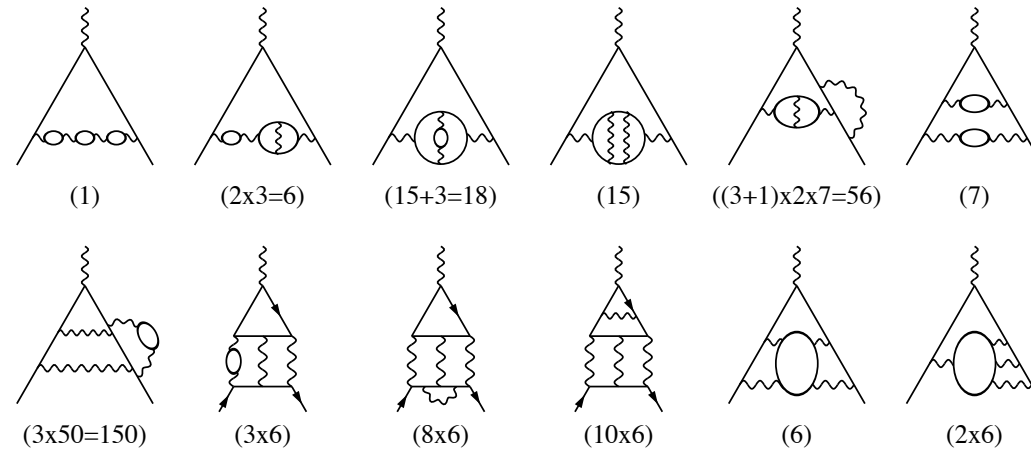 (1) (2x3=6) (15+3=18) (15) ((3+1)x2x7=56) (7)
(3x50=150) (3x6) (8x6) (10x6) (6) (2x6)